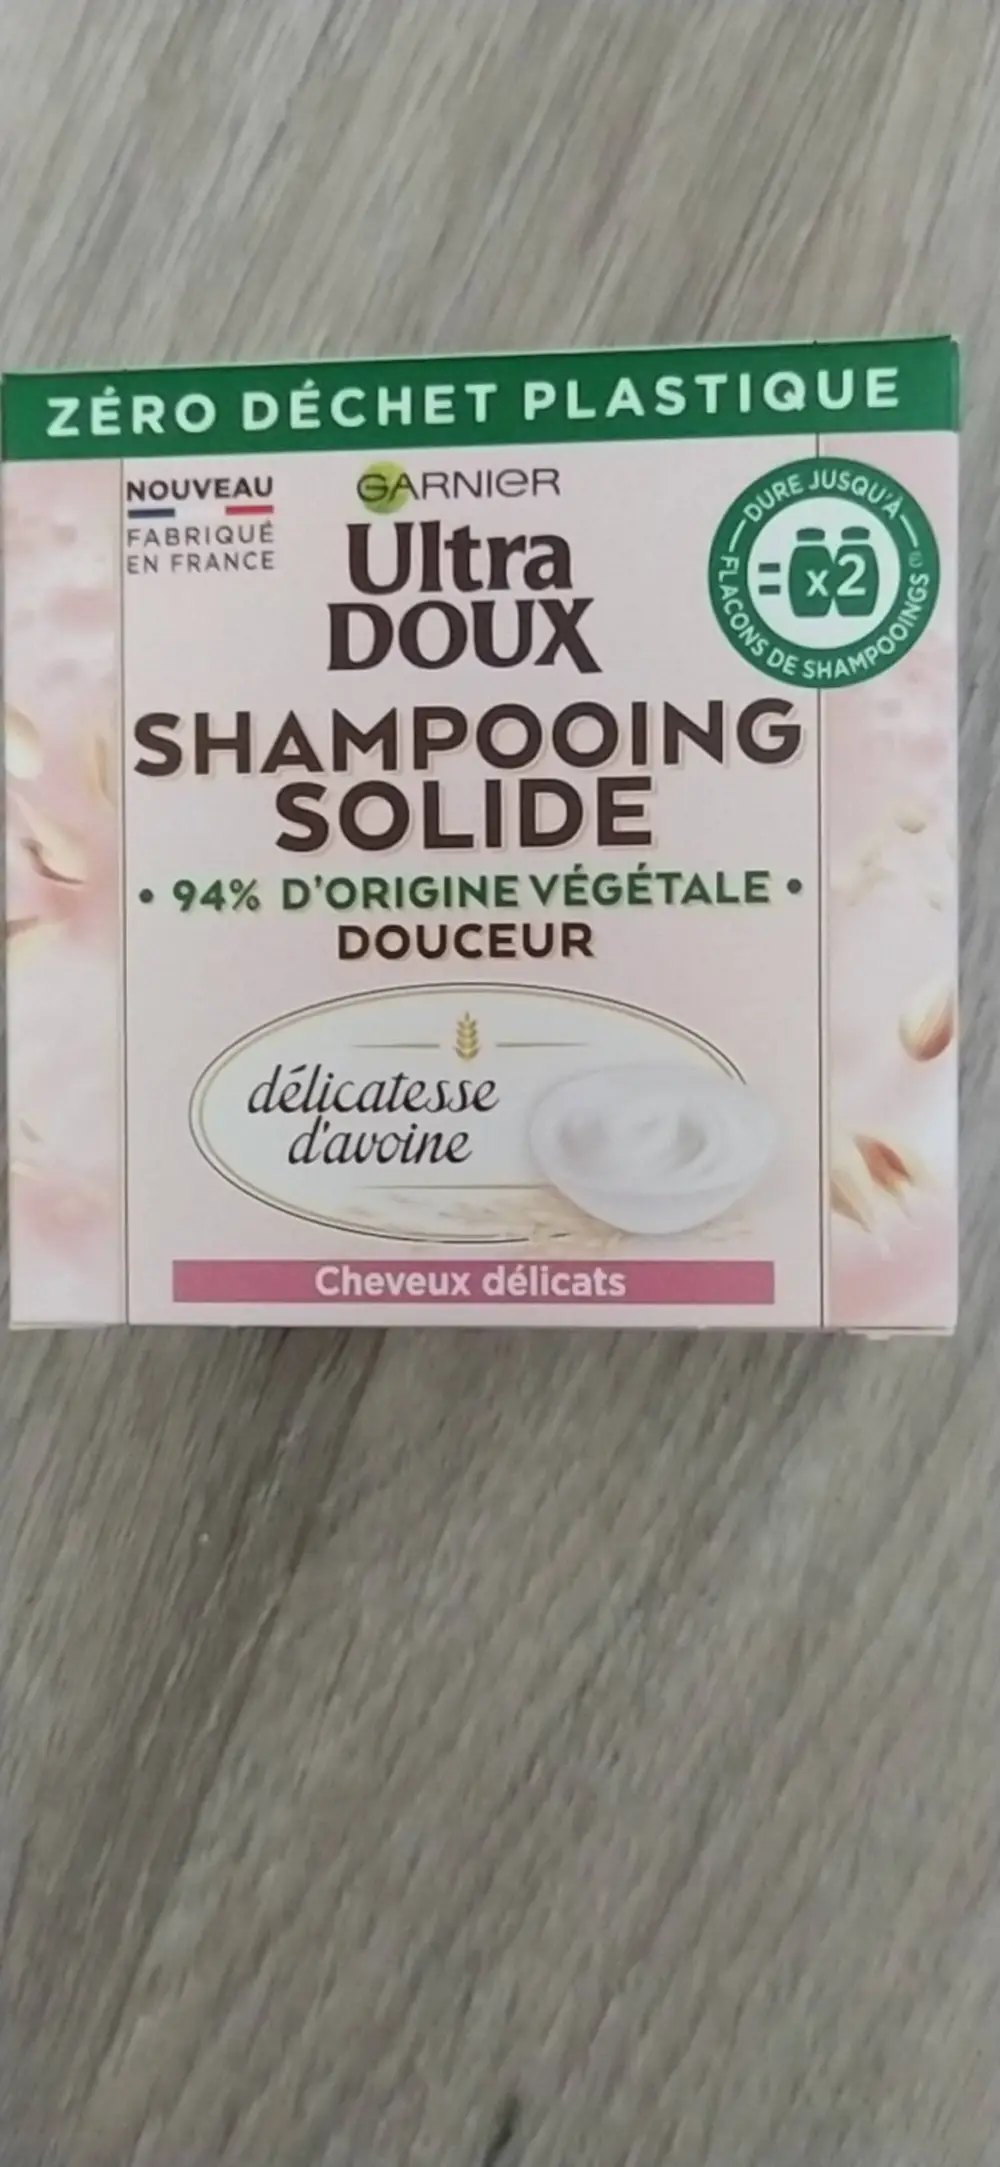 ZÉRO DÉCHET PLASTIQUE
NOUVEAU
FABRIQUÉ
EN FRANCE
GARNIER
Ultra
DOUX
DURE JUSQU'À
= x2
FLACONS DE SHAMPOOINGS
SHAMPOOING
SOLIDE
• 94% D'ORIGINE VÉGÉTALE •
DOUCEUR
délicatesse
d'avoine
Cheveux délicats